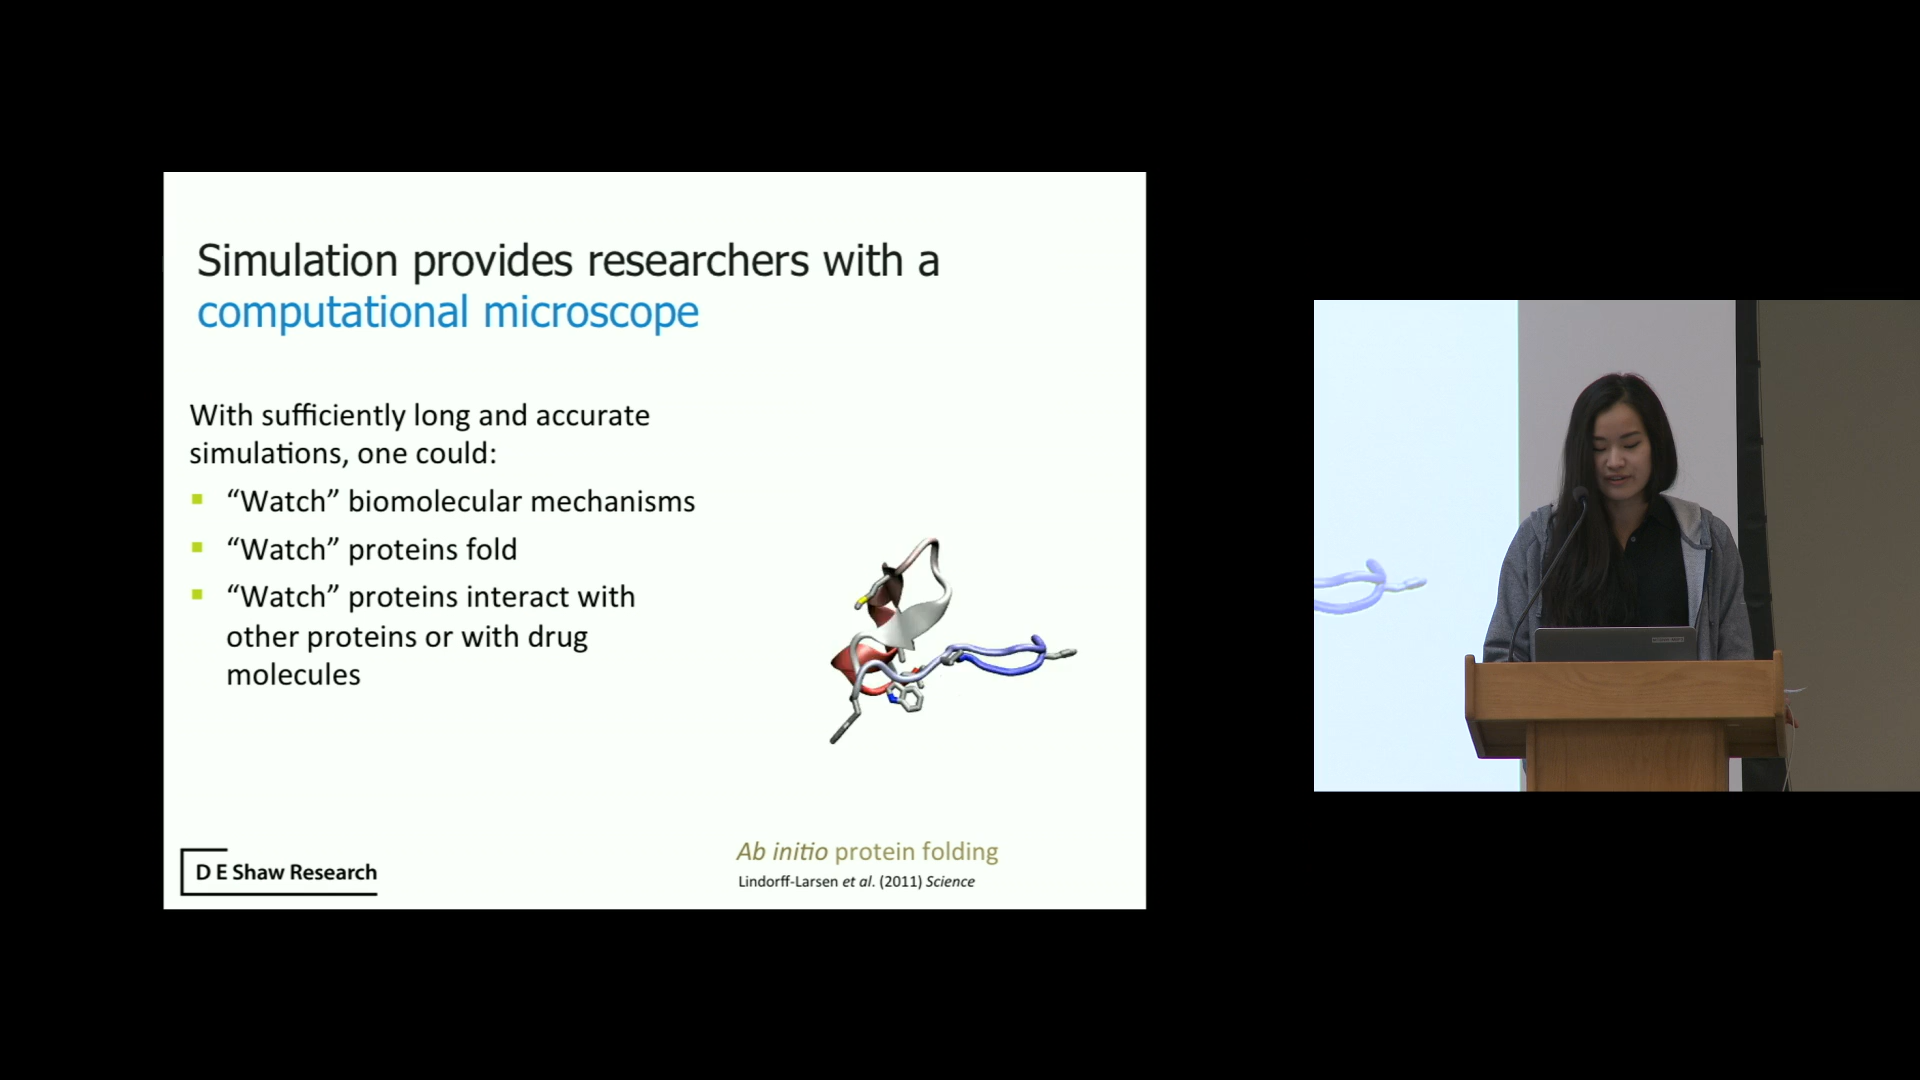 Simulation provides researchers with a
computational microscope
With sufficiently long and accurate
simulations, one could:
“Watch” biomolecular mechanisms
“Watch” proteins fold
“Watch” proteins interact with
other proteins or with drug
molecules
D E Shaw Research
Ab initio protein folding
Lindorff-Larsen et al. (2011) Science